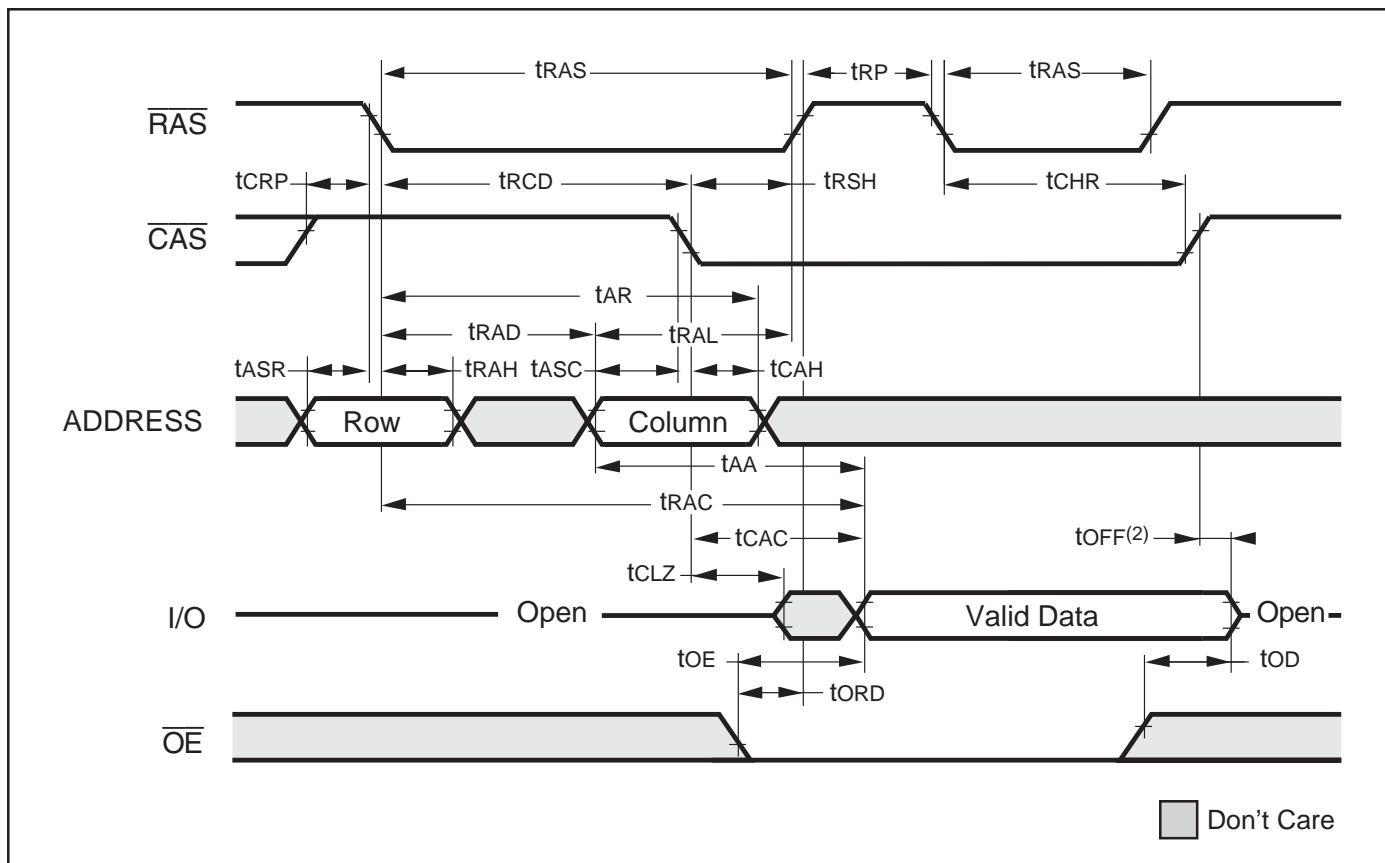 tRAS tRP tRAS
RAS
tCRP tRCD tRSH tCHR
CAS
tAR
tRAD tRAL
tASR tRAH tASC tCAH
ADDRESS Row Column
tAA
tRAC
tCAC tOFF(2)
tCLZ
I/O Open Valid Data Open
tOE tOD
tORD
OE
Don't Care